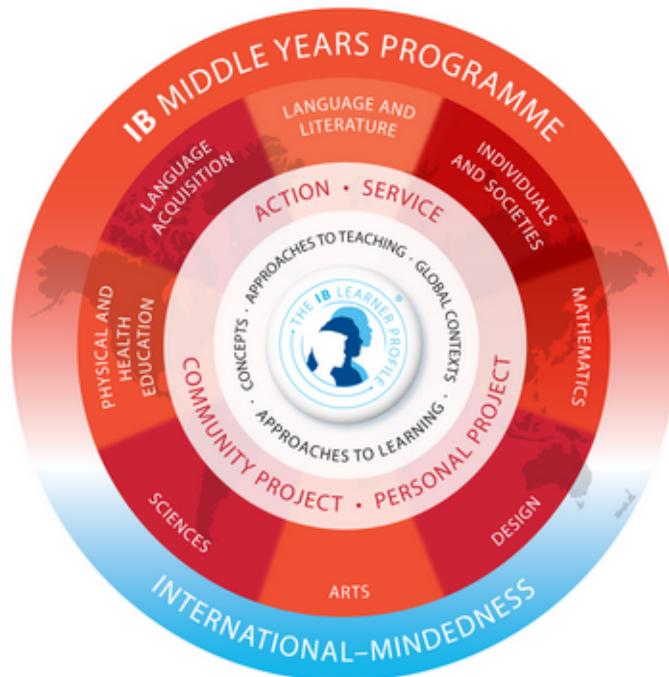 IB MIDDLE YEARS PROGRAMME
LANGUAGE AND
LITERATURE
INDIVIDUALS
AND SOCIETIES
MATHEMATICS
DESIGN
ARTS
SCIENCES
PHYSICAL AND
HEALTH
EDUCATION
LANGUAGE
ACQUISITION
ACTION • SERVICE
COMMUNITY PROJECT • PERSONAL PROJECT
APPROACHES TO TEACHING · GLOBAL CONTEXTS ·
APPROACHES TO LEARNING · CONCEPTS ·
THE IB LEARNER PROFILE ®
INTERNATIONAL–MINDEDNESS